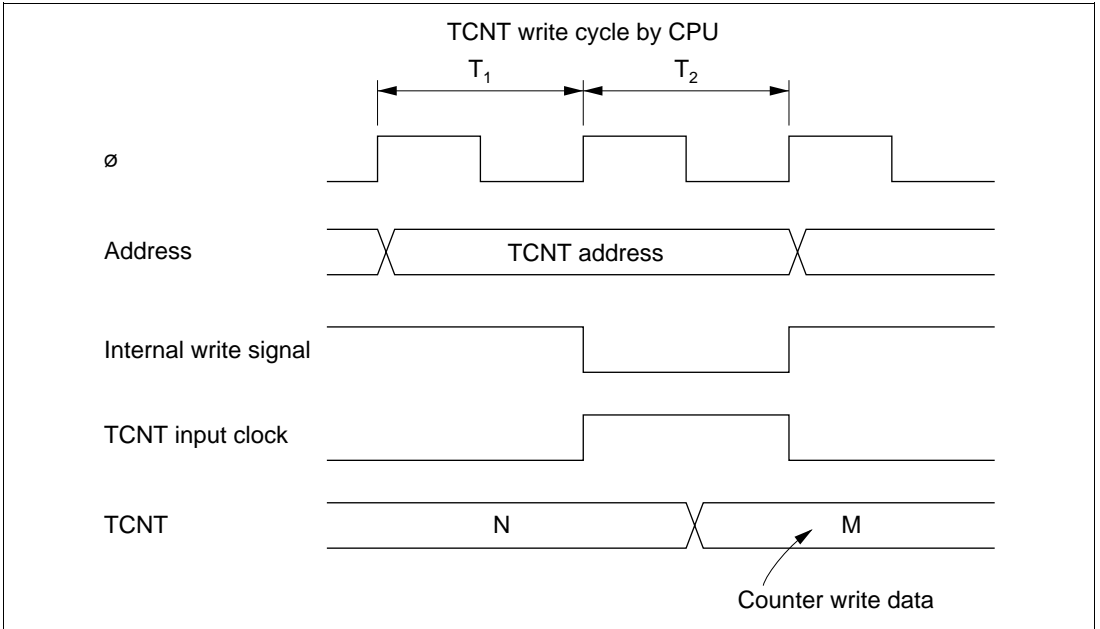 TCNT write cycle by CPU
T₁ T₂
ø
Address TCNT address
Internal write signal
TCNT input clock
TCNT N M
Counter write data